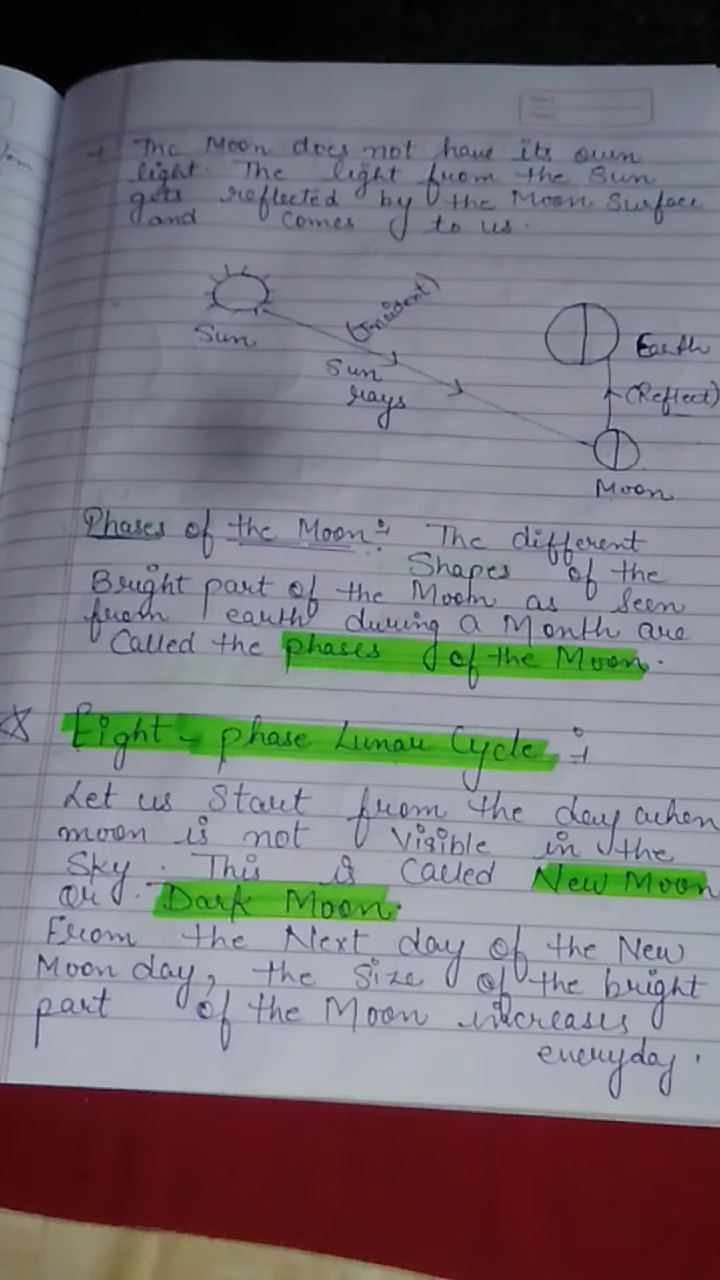 → The Moon does not have its own
light. The light from the Sun
gets reflected by the Moon Surface
and comes to us.
Sun
(Incident)
Sun
rays
Earth
(Reflect)
Moon
Phases of the Moon :- The different
Shapes of the
Bright part of the Moon as seen
from earth during a Month are
Called the phases of the Moon.
☆ Eight - phase Lunar Cycle :-
Let us Start from the day when
moon is not visible in the
Sky. This is Called New Moon
or. Dark Moon.
From the Next day of the New
Moon day, the Size of the bright
part of the Moon increases
everyday.